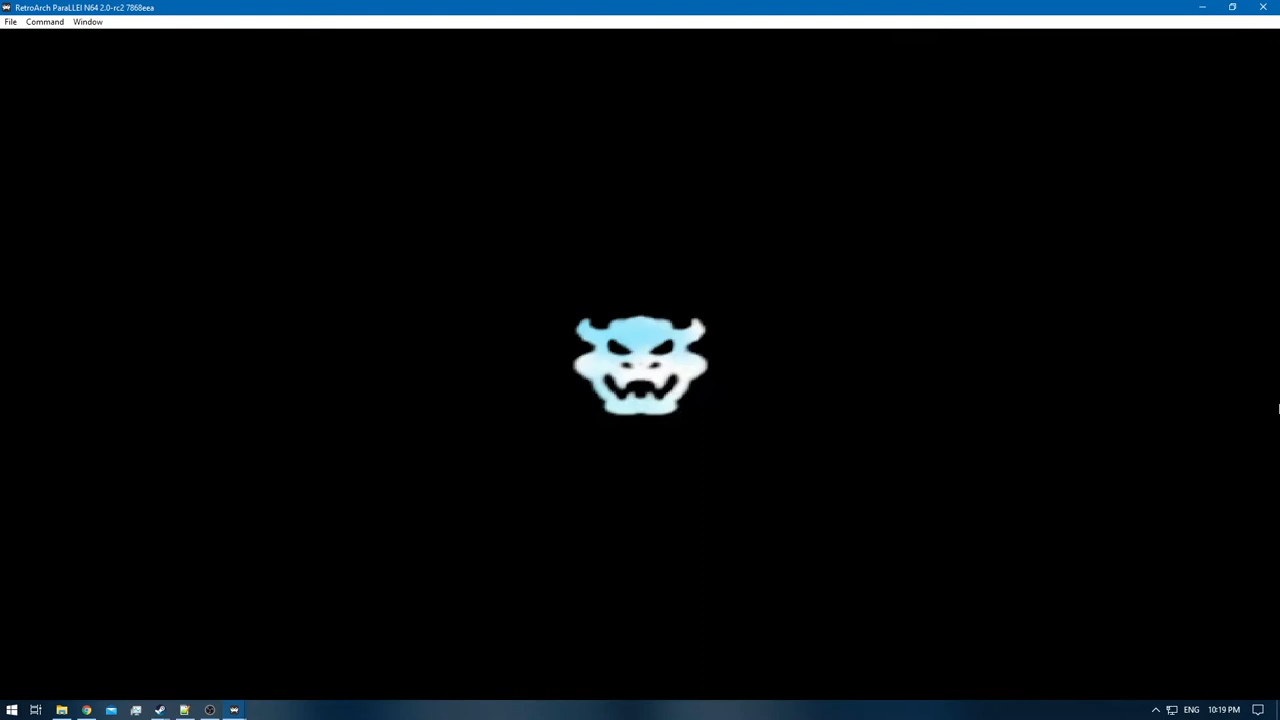 RetroArch ParaLLEl N64 2.0-rc2 7868eea
File Command Window
ENG 10:19 PM